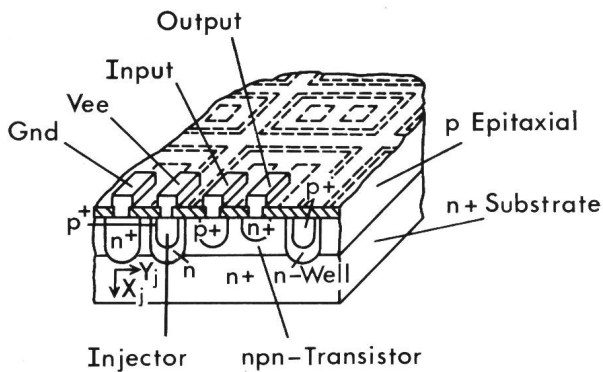 Output
Input
Vee
Gnd
p Epitaxial
p+
n+ Substrate
p+
n+
p+
n+
Yj
Xj
n
n+
n-Well
Injector
npn-Transistor